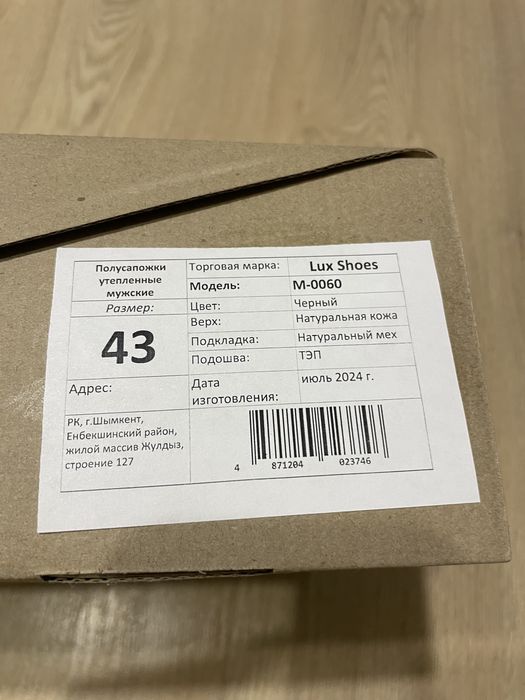 Полусапожки
утепленные
мужские
Размер:
43
Адрес:
РК, г.Шымкент,
Енбекшинский район,
жилой массив Жулдыз,
строение 127
Торговая марка: Lux Shoes
Модель: М-0060
Цвет: Черный
Верх: Натуральная кожа
Подкладка: Натуральный мех
Подошва: ТЭП
Дата
изготовления: июль 2024 г.
4 871204 023746